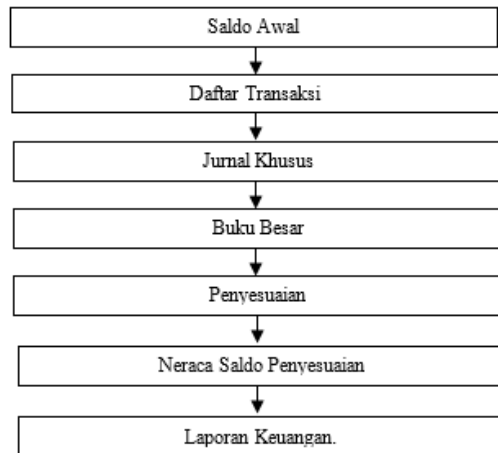 Saldo Awal
Daftar Transaksi
Jurnal Khusus
Buku Besar
Penyesuaian
Neraca Saldo Penyesuaian
Laporan Keuangan.